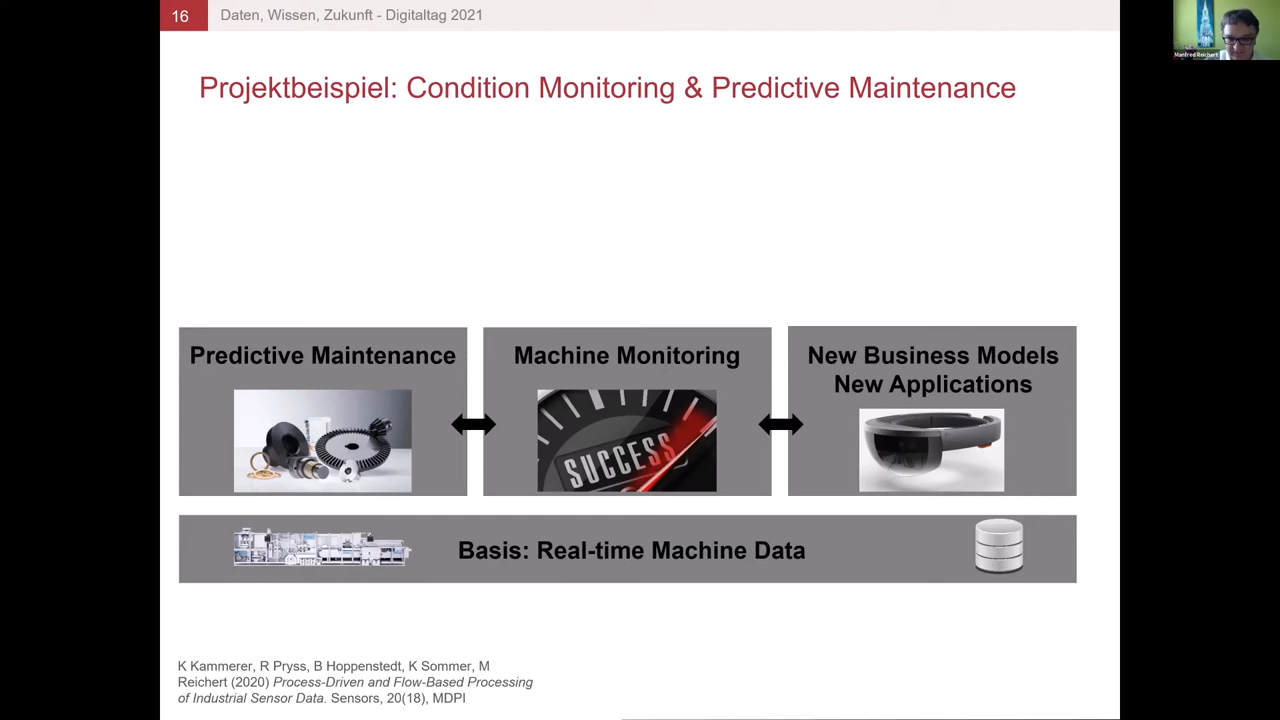 16
Daten, Wissen, Zukunft - Digitaltag 2021
Manfred Reichert
Projektbeispiel: Condition Monitoring & Predictive Maintenance
Predictive Maintenance
Machine Monitoring
New Business Models
New Applications
SUCCESS
Basis: Real-time Machine Data
K Kammerer, R Pryss, B Hoppenstedt, K Sommer, M
Reichert (2020) Process-Driven and Flow-Based Processing
of Industrial Sensor Data. Sensors, 20(18), MDPI